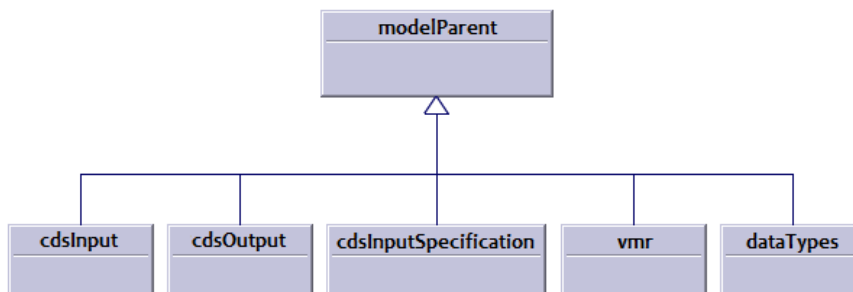 modelParent
cdsInput
cdsOutput
cdsInputSpecification
vmr
dataTypes